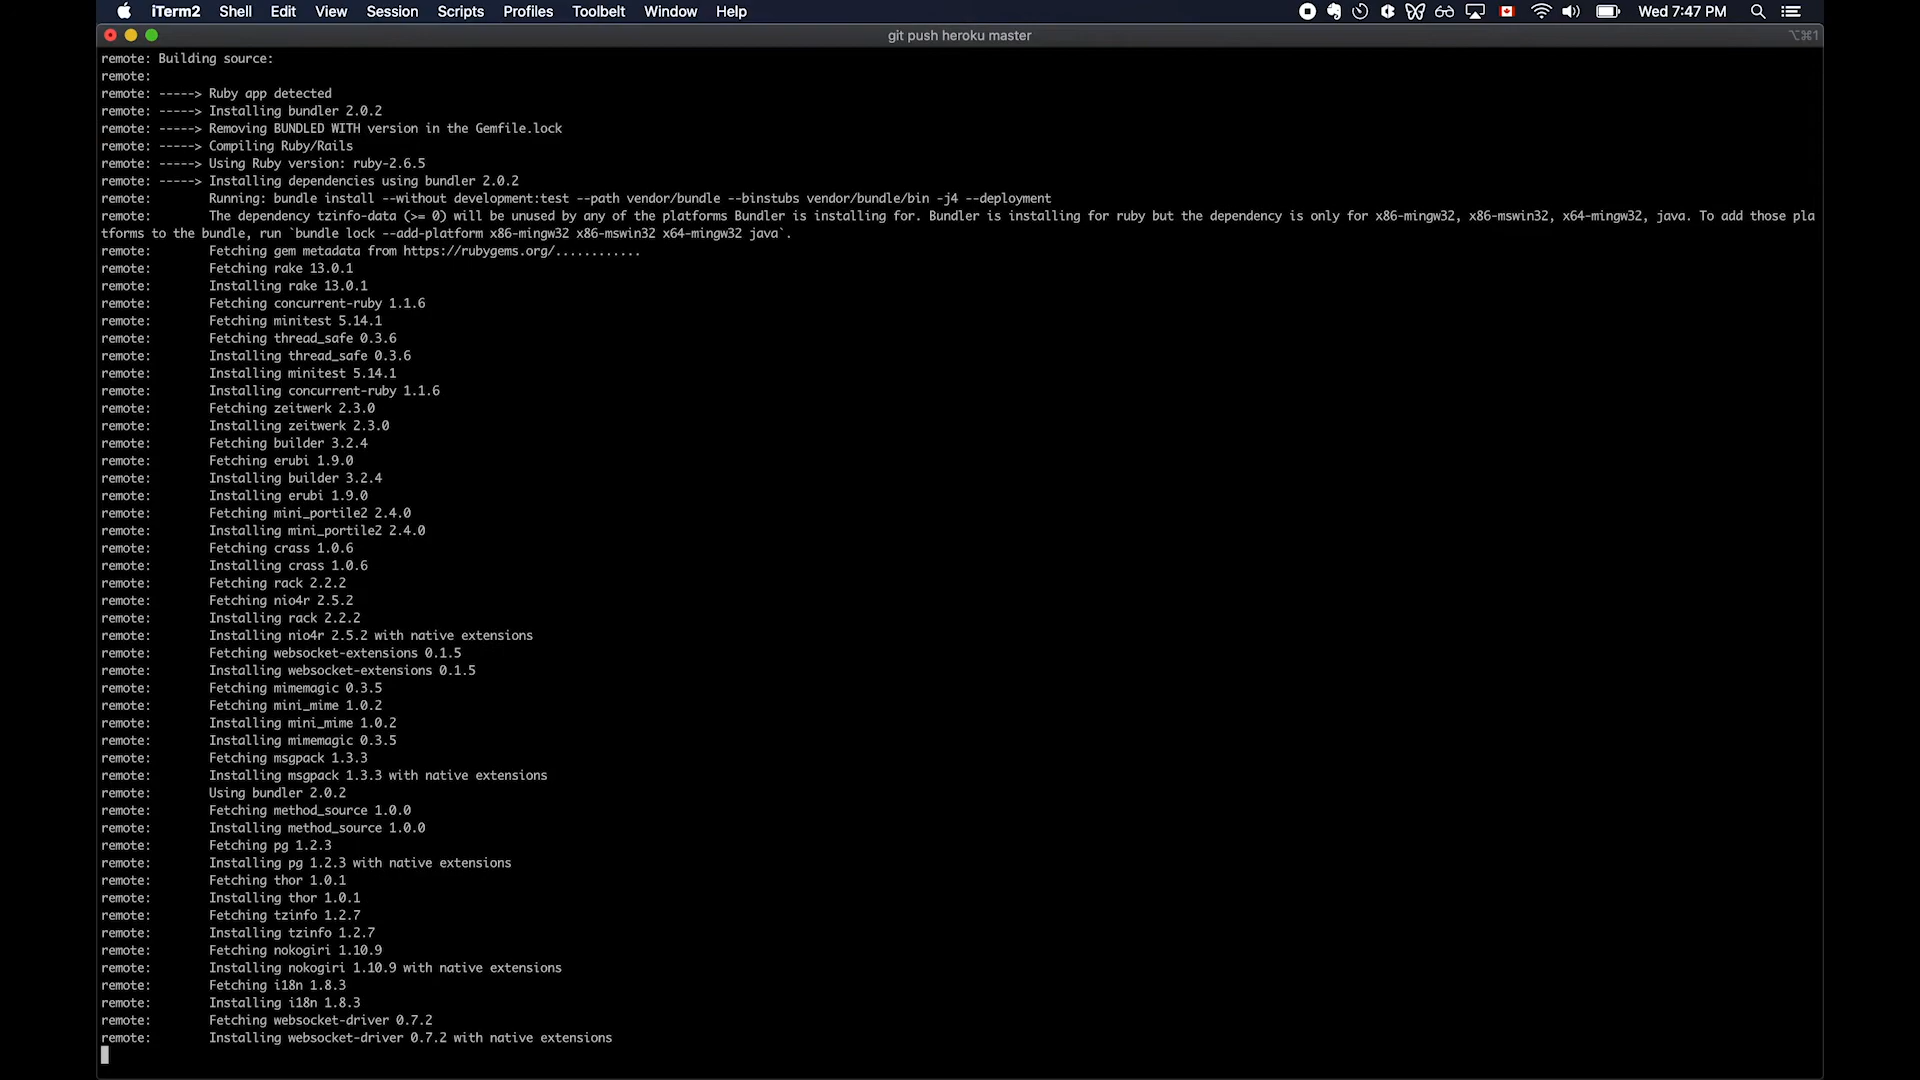 iTerm2 Shell Edit View Session Scripts Profiles Toolbelt Window Help Wed 7:47 PM
git push heroku master ⌥⌘1
remote: Building source:
remote:
remote: -----> Ruby app detected
remote: -----> Installing bundler 2.0.2
remote: -----> Removing BUNDLED WITH version in the Gemfile.lock
remote: -----> Compiling Ruby/Rails
remote: -----> Using Ruby version: ruby-2.6.5
remote: -----> Installing dependencies using bundler 2.0.2
remote:        Running: bundle install --without development:test --path vendor/bundle --binstubs vendor/bundle/bin -j4 --deployment
remote:        The dependency tzinfo-data (>= 0) will be unused by any of the platforms Bundler is installing for. Bundler is installing for ruby but the dependency is only for x86-mingw32, x86-mswin32, x64-mingw32, java. To add those pla
tforms to the bundle, run `bundle lock --add-platform x86-mingw32 x86-mswin32 x64-mingw32 java`.
remote:        Fetching gem metadata from https://rubygems.org/............
remote:        Fetching rake 13.0.1
remote:        Installing rake 13.0.1
remote:        Fetching concurrent-ruby 1.1.6
remote:        Fetching minitest 5.14.1
remote:        Fetching thread_safe 0.3.6
remote:        Installing thread_safe 0.3.6
remote:        Installing minitest 5.14.1
remote:        Installing concurrent-ruby 1.1.6
remote:        Fetching zeitwerk 2.3.0
remote:        Installing zeitwerk 2.3.0
remote:        Fetching builder 3.2.4
remote:        Fetching erubi 1.9.0
remote:        Installing builder 3.2.4
remote:        Installing erubi 1.9.0
remote:        Fetching mini_portile2 2.4.0
remote:        Installing mini_portile2 2.4.0
remote:        Fetching crass 1.0.6
remote:        Installing crass 1.0.6
remote:        Fetching rack 2.2.2
remote:        Fetching nio4r 2.5.2
remote:        Installing rack 2.2.2
remote:        Installing nio4r 2.5.2 with native extensions
remote:        Fetching websocket-extensions 0.1.5
remote:        Installing websocket-extensions 0.1.5
remote:        Fetching mimemagic 0.3.5
remote:        Fetching mini_mime 1.0.2
remote:        Installing mini_mime 1.0.2
remote:        Installing mimemagic 0.3.5
remote:        Fetching msgpack 1.3.3
remote:        Installing msgpack 1.3.3 with native extensions
remote:        Using bundler 2.0.2
remote:        Fetching method_source 1.0.0
remote:        Installing method_source 1.0.0
remote:        Fetching pg 1.2.3
remote:        Installing pg 1.2.3 with native extensions
remote:        Fetching thor 1.0.1
remote:        Installing thor 1.0.1
remote:        Fetching tzinfo 1.2.7
remote:        Installing tzinfo 1.2.7
remote:        Fetching nokogiri 1.10.9
remote:        Installing nokogiri 1.10.9 with native extensions
remote:        Fetching i18n 1.8.3
remote:        Installing i18n 1.8.3
remote:        Fetching websocket-driver 0.7.2
remote:        Installing websocket-driver 0.7.2 with native extensions